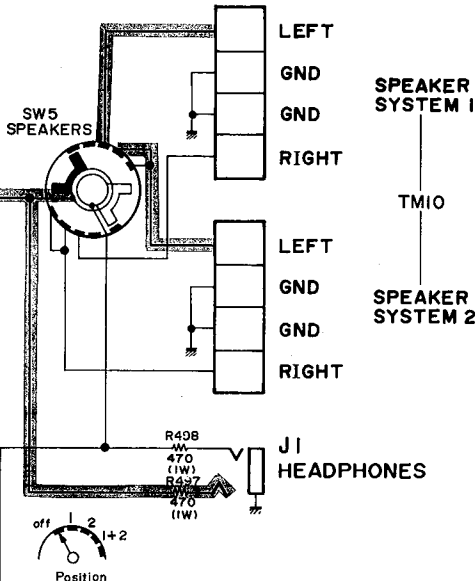 LEFT
GND
GND
RIGHT
SW5
SPEAKERS
SPEAKER
SYSTEM 1
TM10
LEFT
GND
GND
RIGHT
SPEAKER
SYSTEM 2
R498
470
(1W)
R497
470
(1W)
J1
HEADPHONES
off 1 2 1+2
Position